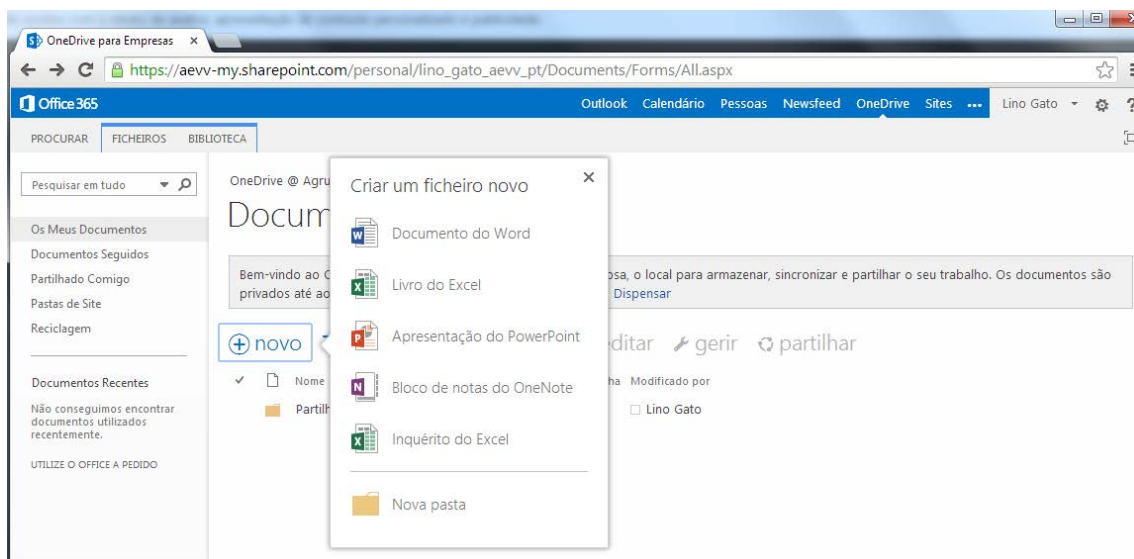 OneDrive para Empresas
https://aevv-my.sharepoint.com/personal/lino_gato_aevv_pt/Documents/Forms/All.aspx
Office 365
Outlook Calendário Pessoas Newsfeed OneDrive Sites ••• Lino Gato
PROCURAR FICHEIROS BIBLIOTECA
Pesquisar em tudo
Os Meus Documentos
Documentos Seguidos
Partilhado Comigo
Pastas de Site
Reciclagem
Documentos Recentes
Não conseguimos encontrar
documentos utilizados
recentemente.
UTILIZE O OFFICE A PEDIDO
OneDrive @ Agru
Docum
Bem-vindo ao O
osa, o local para armazenar, sincronizar e partilhar o seu trabalho. Os documentos são
privados até ao
Dispensar
novo
editar gerir partilhar
Nome
ha Modificado por
Partilh
Lino Gato
Criar um ficheiro novo
Documento do Word
Livro do Excel
Apresentação do PowerPoint
Bloco de notas do OneNote
Inquérito do Excel
Nova pasta